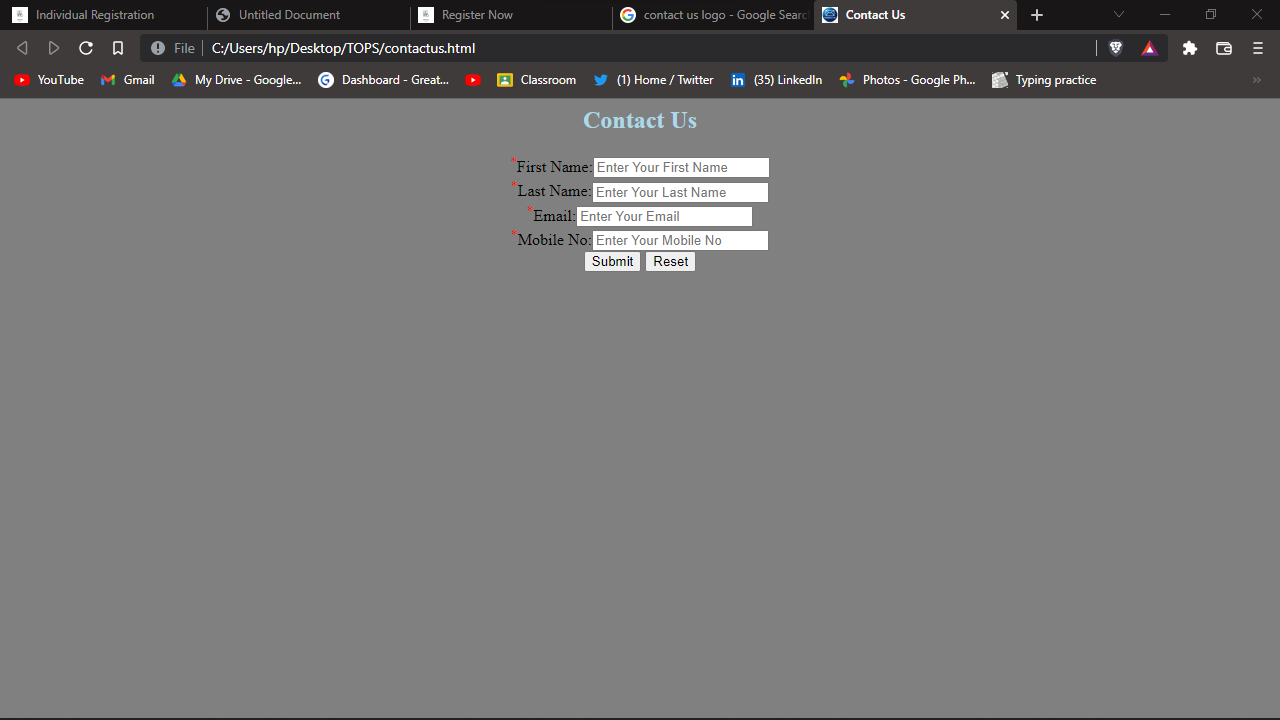 Individual Registration Untitled Document Register Now contact us logo - Google Searc Contact Us
File C:/Users/hp/Desktop/TOPS/contactus.html
YouTube Gmail My Drive - Google... Dashboard - Great... Classroom (1) Home / Twitter (35) LinkedIn Photos - Google Ph... Typing practice »
Contact Us
*First Name: Enter Your First Name
*Last Name: Enter Your Last Name
*Email: Enter Your Email
*Mobile No: Enter Your Mobile No
Submit Reset